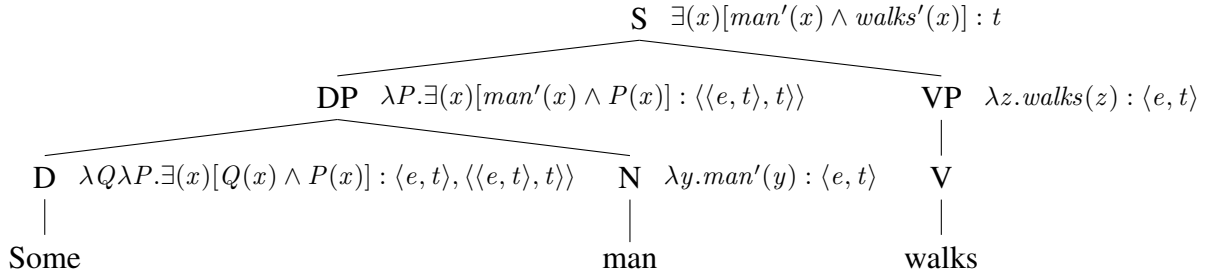 S ∃(x)[man′(x) ∧ walks′(x)] : t
DP λP.∃(x)[man′(x) ∧ P(x)] : ⟨⟨e, t⟩, t⟩⟩ VP λz.walks(z) : ⟨e, t⟩
D λQλP.∃(x)[Q(x) ∧ P(x)] : ⟨e, t⟩, ⟨⟨e, t⟩, t⟩⟩ N λy.man′(y) : ⟨e, t⟩ V
Some man walks